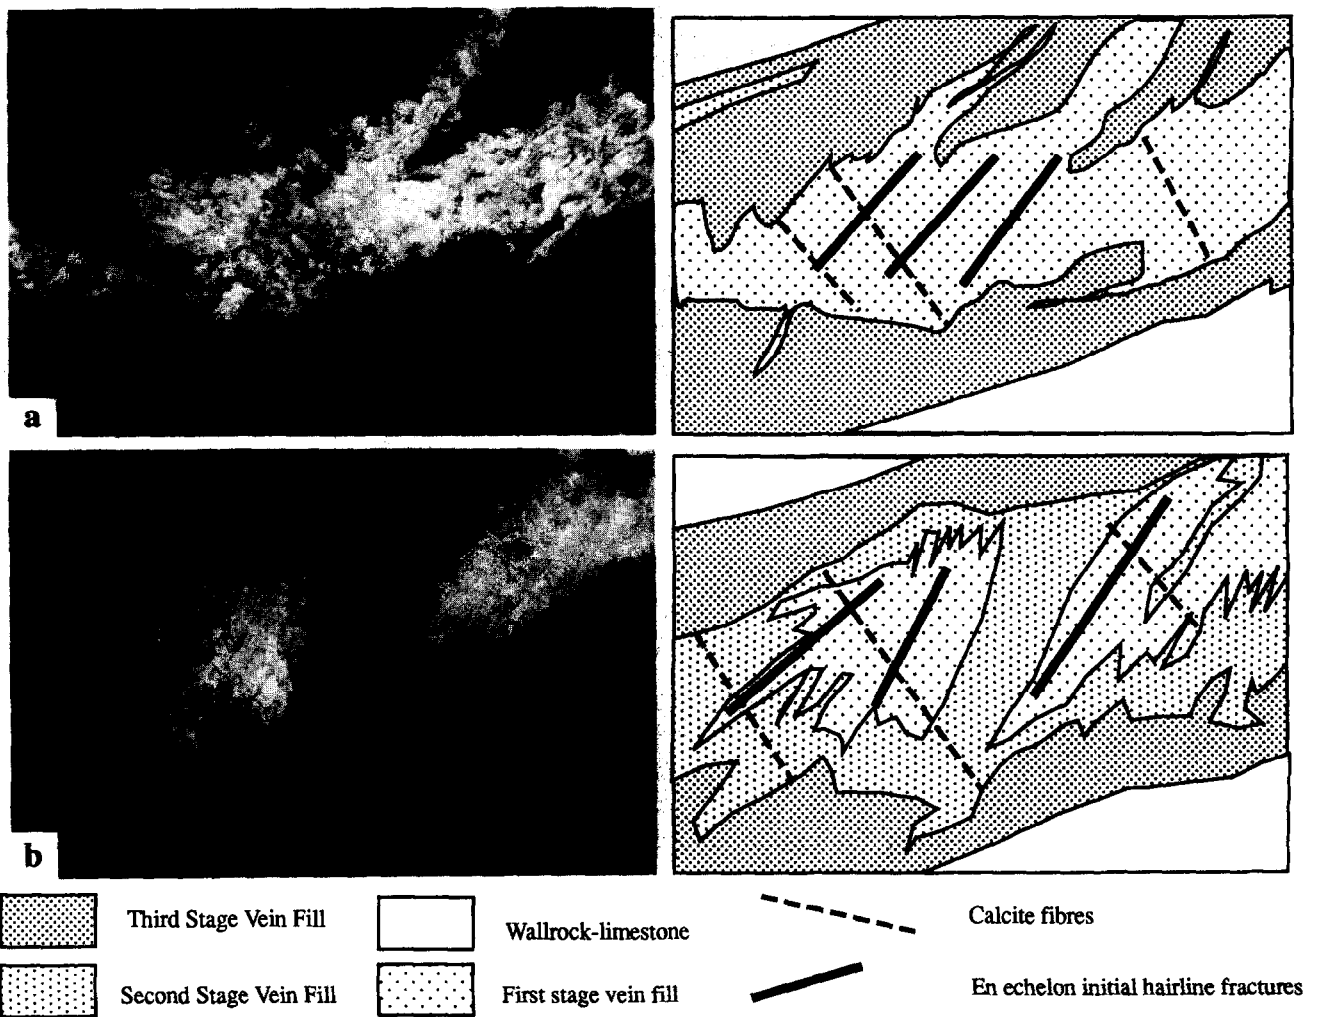 a
b
Third Stage Vein Fill
Wallrock-limestone
Calcite fibres
Second Stage Vein Fill
First stage vein fill
En echelon initial hairline fractures